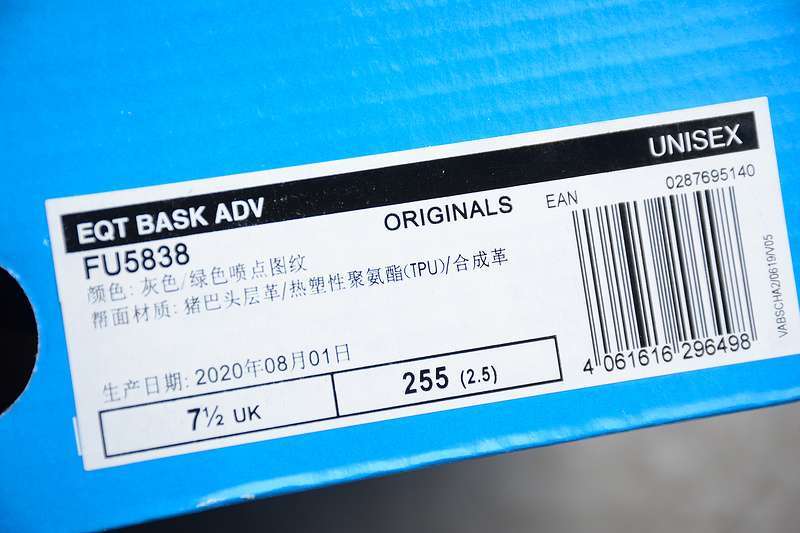 EQT BASK ADV
UNISEX
FU5838
ORIGINALS
EAN
0287695140
颜色: 灰色/绿色喷点图纹
帮面材质: 猪巴头层革/热塑性聚氨酯(TPU)/合成革
生产日期: 2020年08月01日
7½ UK
255 (2.5)
4 061616 296498
VABSCHA2/0619/V05